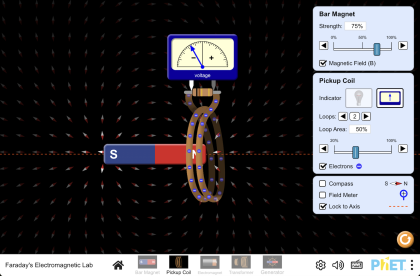 Bar Magnet
Strength: 75%
0% 50% 100%
Magnetic Field (B)
voltage
Pickup Coil
Indicator
Loops: 2
Loop Area: 50%
20% 100%
Electrons
S N
Compass S N
Field Meter
Lock to Axis
Faraday's Electromagnetic Lab
Bar Magnet
Pickup Coil
Electromagnet
Transformer
Generator
PhET